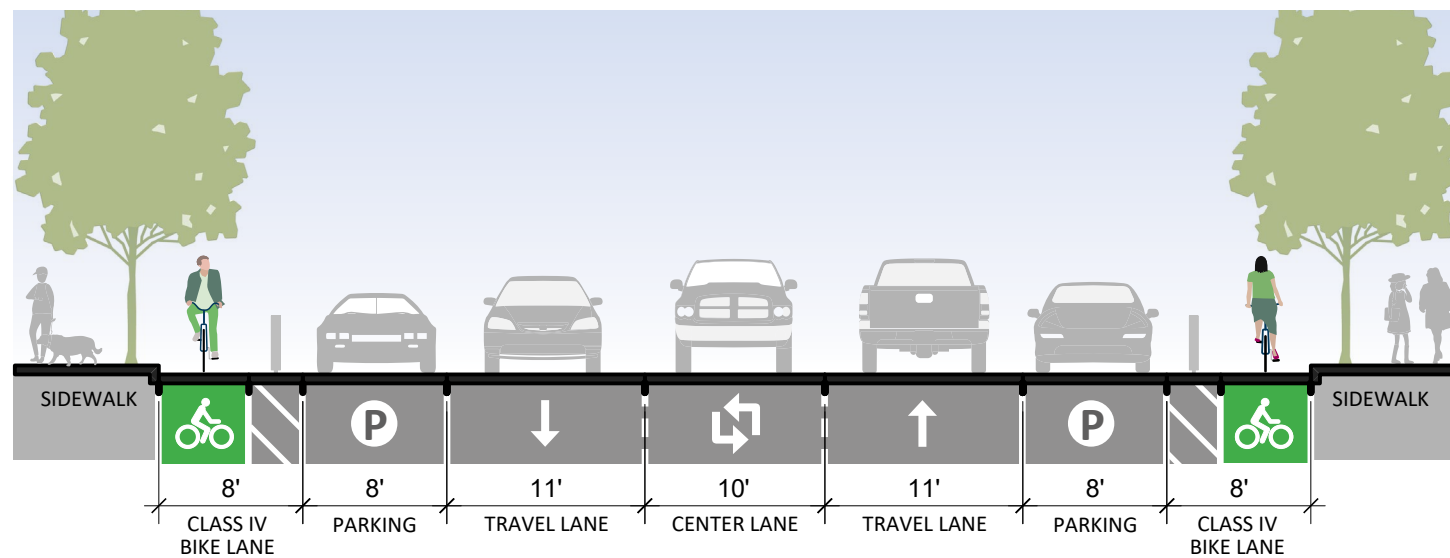 SIDEWALK
SIDEWALK
P
P
8'
8'
11'
10'
11'
8'
8'
CLASS IV
BIKE LANE
PARKING
TRAVEL LANE
CENTER LANE
TRAVEL LANE
PARKING
CLASS IV
BIKE LANE